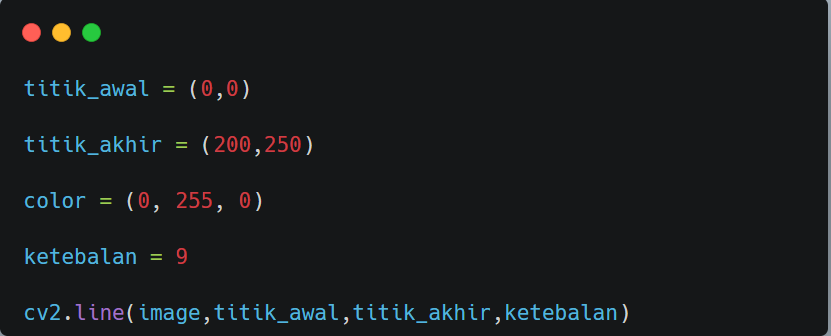 titik_awal = (0,0)
titik_akhir = (200,250)
color = (0, 255, 0)
ketebalan = 9
cv2.line(image,titik_awal,titik_akhir,ketebalan)